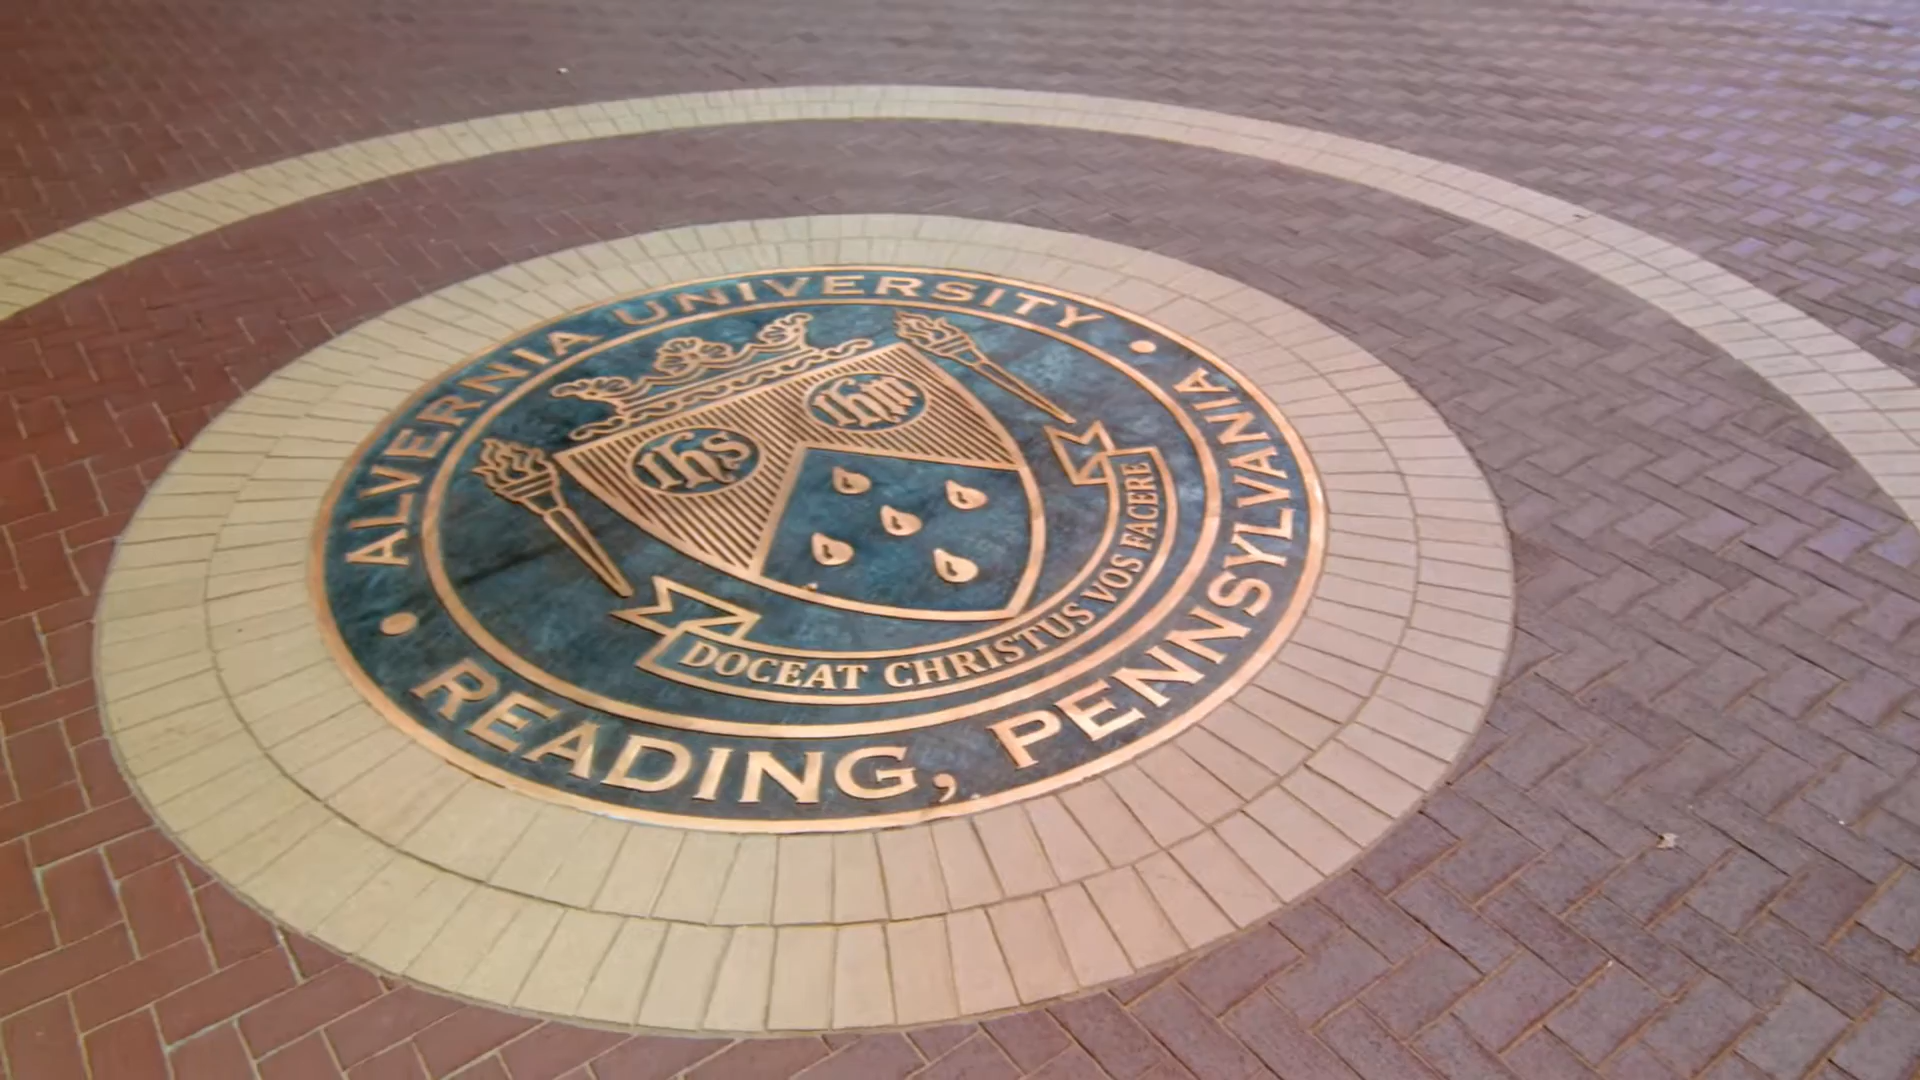 ALVERNIA UNIVERSITY
Ihs
Ihm
DOCEAT CHRISTUS VOS FACERE
READING, PENNSYLVANIA